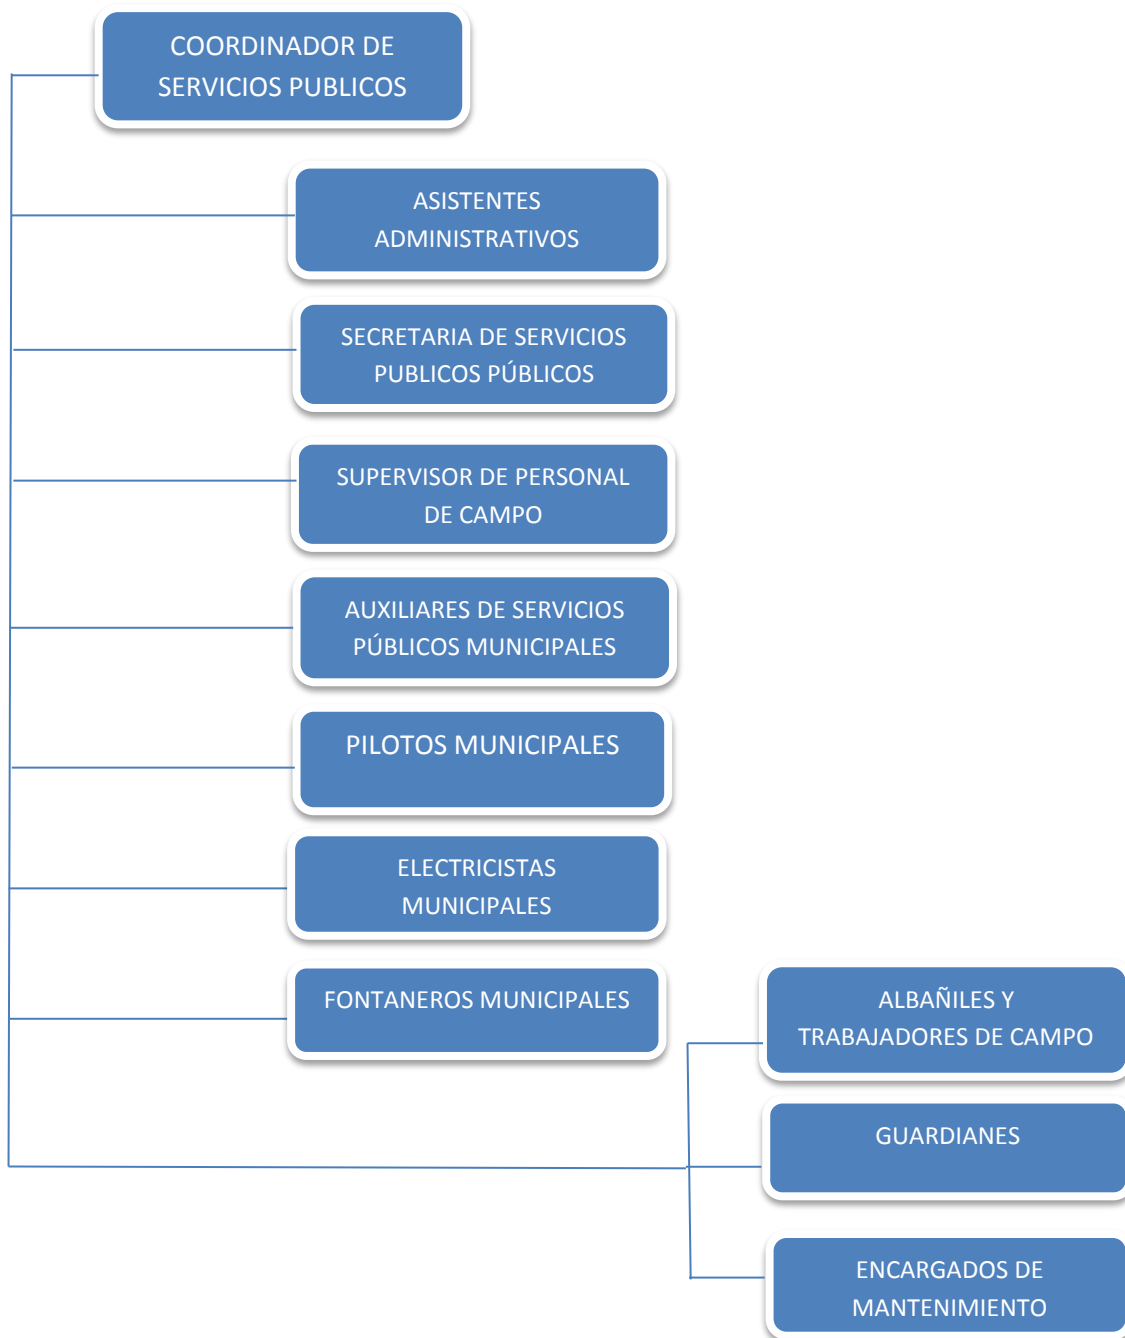 COORDINADOR DE
SERVICIOS PUBLICOS
ASISTENTES
ADMINISTRATIVOS
SECRETARIA DE SERVICIOS
PUBLICOS PÚBLICOS
SUPERVISOR DE PERSONAL
DE CAMPO
AUXILIARES DE SERVICIOS
PÚBLICOS MUNICIPALES
PILOTOS MUNICIPALES
ELECTRICISTAS
MUNICIPALES
FONTANEROS MUNICIPALES
ALBAÑILES Y
TRABAJADORES DE CAMPO
GUARDIANES
ENCARGADOS DE
MANTENIMIENTO